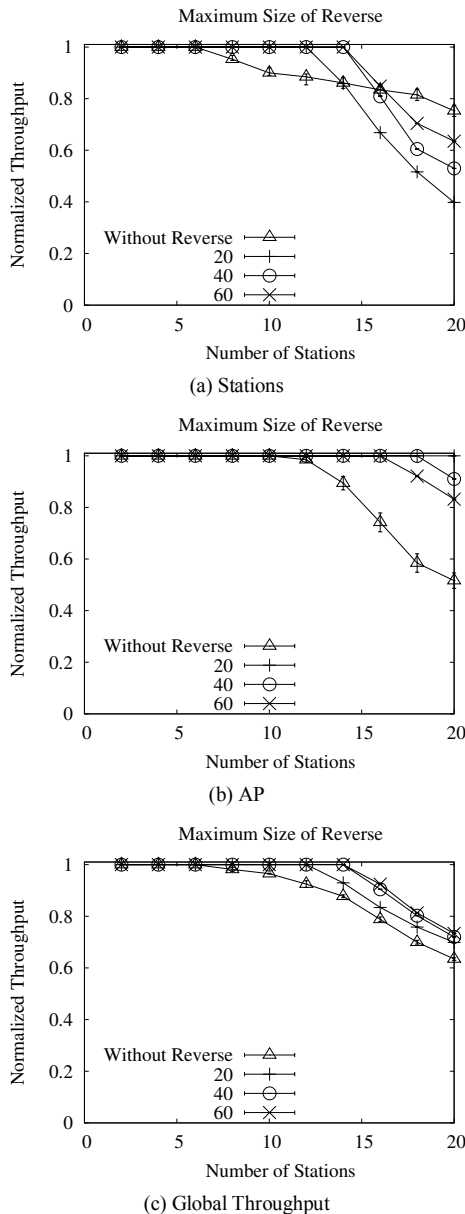 Maximum Size of Reverse
1
0.8
0.6
0.4
0.2
0
Normalized Throughput
Without Reverse
20
40
60
0 5 10 15 20
Number of Stations
(a) Stations
Maximum Size of Reverse
1
0.8
0.6
0.4
0.2
0
Normalized Throughput
Without Reverse
20
40
60
0 5 10 15 20
Number of Stations
(b) AP
Maximum Size of Reverse
1
0.8
0.6
0.4
0.2
0
Normalized Throughput
Without Reverse
20
40
60
0 5 10 15 20
Number of Stations
(c) Global Throughput